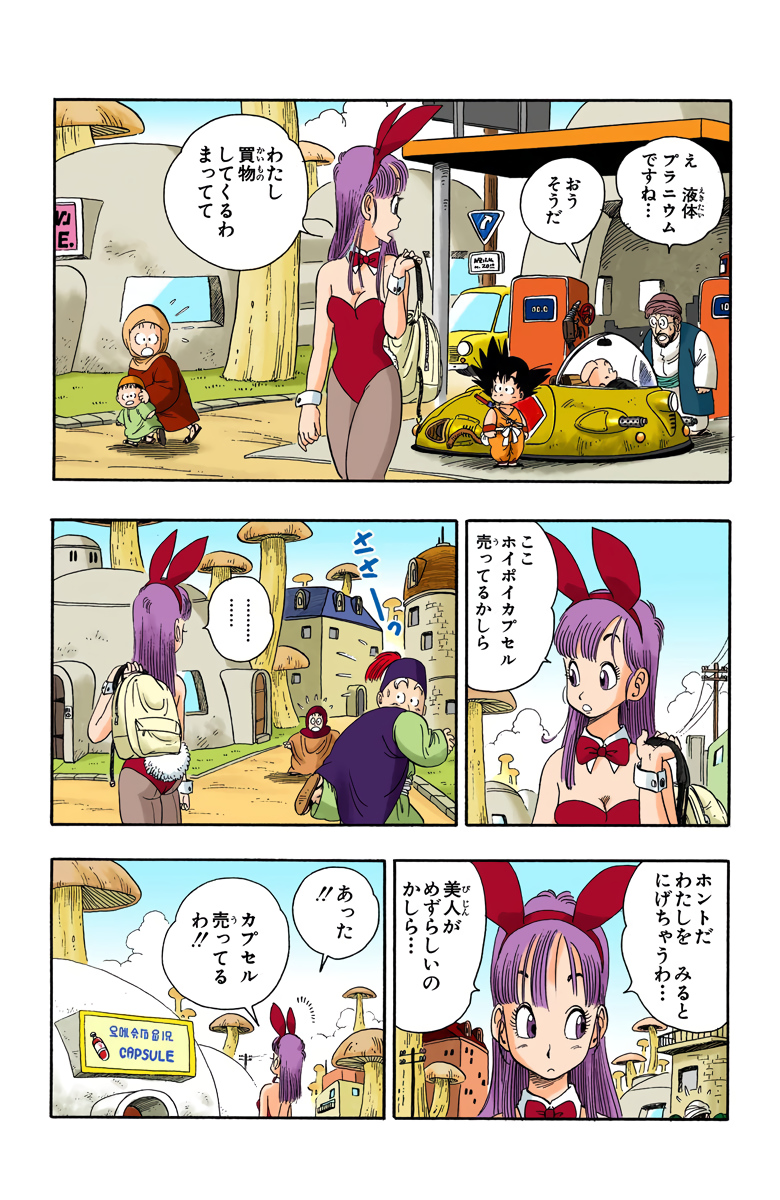 え 液体
プラニウム
ですね…
おう
そうだ
わたし
買物
してくるわ
まってて
E.
ここ
ホイポイカプセル
売ってるかしら
………
………
ササーッ
ホントだ
わたしを みると
にげちゃうわ…
美人が
めずらしいの
かしら…
あった
!!
カプセル
売ってる
わ!!
CAPSULE